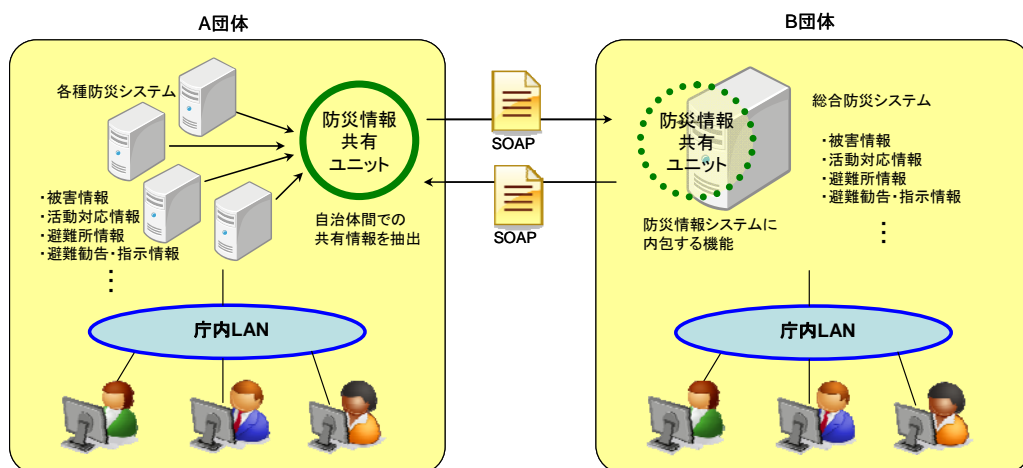 A団体
各種防災システム
防災情報
共有
ユニット
・被害情報
・活動対応情報
・避難所情報
・避難勧告・指示情報
⋮
自治体間での
共有情報を抽出
庁内LAN
SOAP
SOAP
B団体
防災情報
共有
ユニット
総合防災システム
・被害情報
・活動対応情報
・避難所情報
・避難勧告・指示情報
⋮
防災情報システムに
内包する機能
庁内LAN